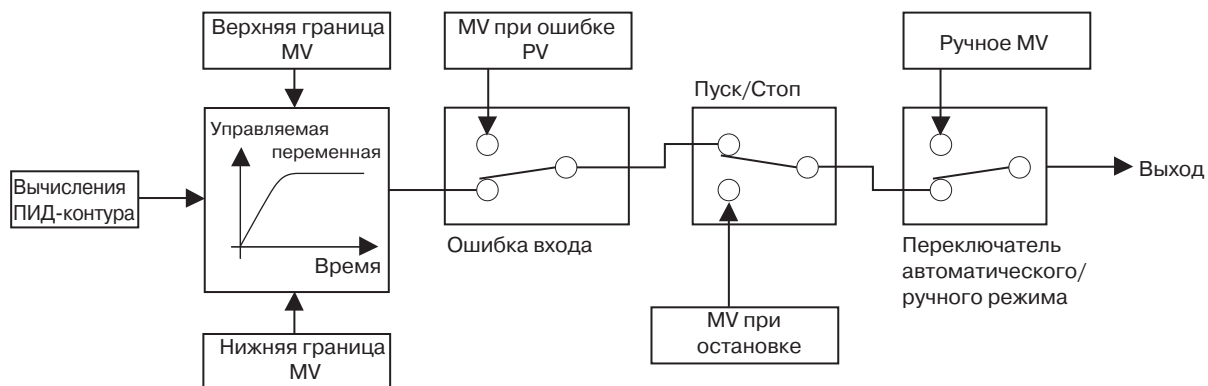 Верхняя граница
MV
MV при ошибке
PV
Ручное MV
Пуск/Стоп
Управляемая
переменная
Вычисления
ПИД-контура
Время
Выход
Ошибка входа
Переключатель
автоматического/
ручного режима
MV при
остановке
Нижняя граница
MV